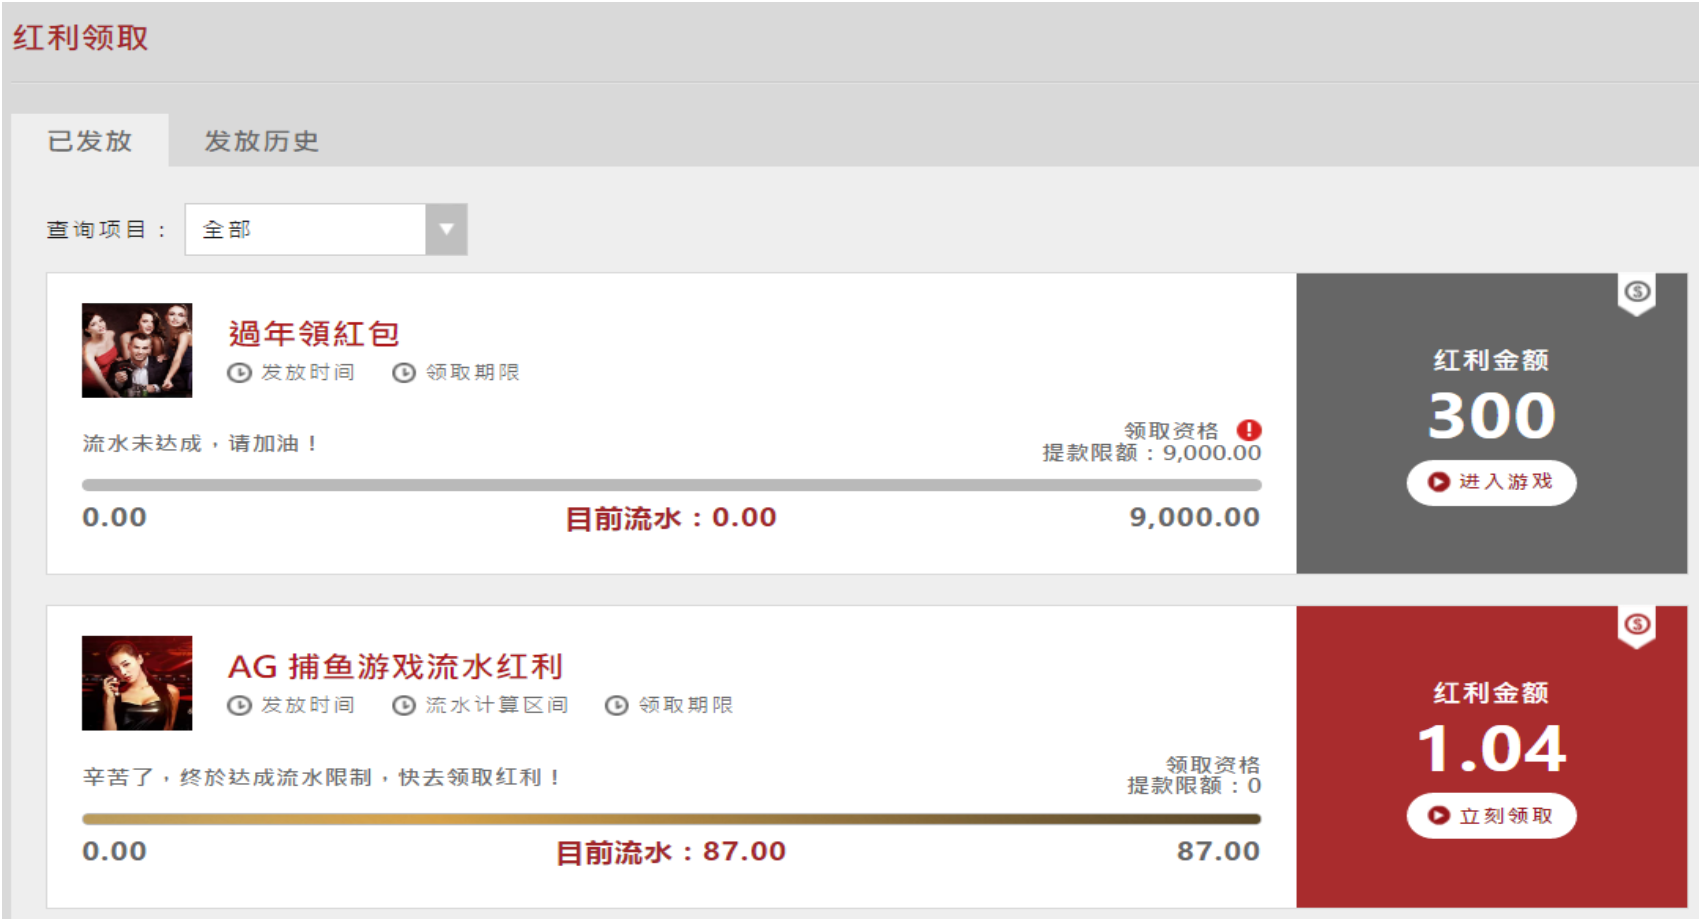 红利领取
已发放 发放历史
查询项目： 全部
過年領紅包
发放时间 领取期限
流水未达成，请加油！
领取资格
提款限额：9,000.00
0.00 目前流水：0.00 9,000.00
红利金额
300
进入游戏
AG 捕鱼游戏流水红利
发放时间 流水计算区间 领取期限
辛苦了，终於达成流水限制，快去领取红利！
领取资格
提款限额：0
0.00 目前流水：87.00 87.00
红利金额
1.04
立刻领取